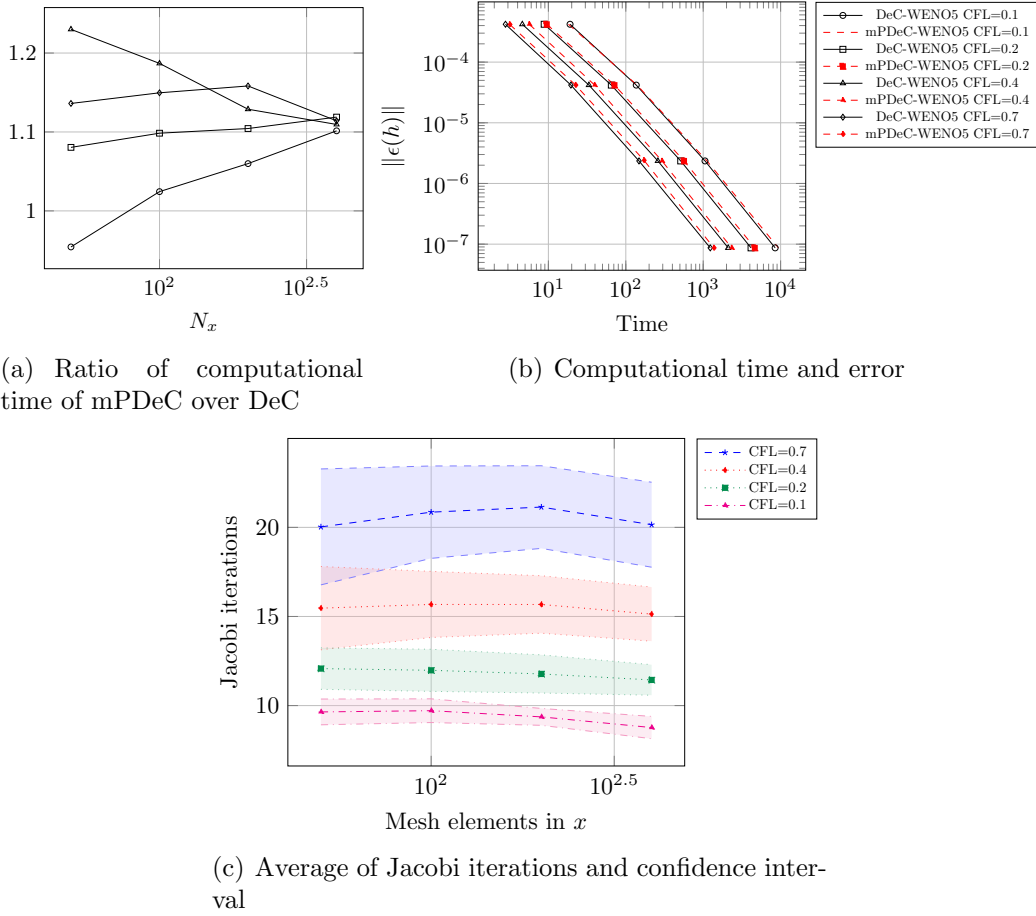 1.2
1.1
1
10^2
10^2.5
N_x
(a) Ratio of computational
time of mPDeC over DeC
||ϵ(h)||
10^−4
10^−5
10^−6
10^−7
10^1
10^2
10^3
10^4
Time
DeC-WENO5 CFL=0.1
mPDeC-WENO5 CFL=0.1
DeC-WENO5 CFL=0.2
mPDeC-WENO5 CFL=0.2
DeC-WENO5 CFL=0.4
mPDeC-WENO5 CFL=0.4
DeC-WENO5 CFL=0.7
mPDeC-WENO5 CFL=0.7
(b) Computational time and error
Jacobi iterations
20
15
10
10^2
10^2.5
Mesh elements in x
CFL=0.7
CFL=0.4
CFL=0.2
CFL=0.1
(c) Average of Jacobi iterations and confidence inter-
val